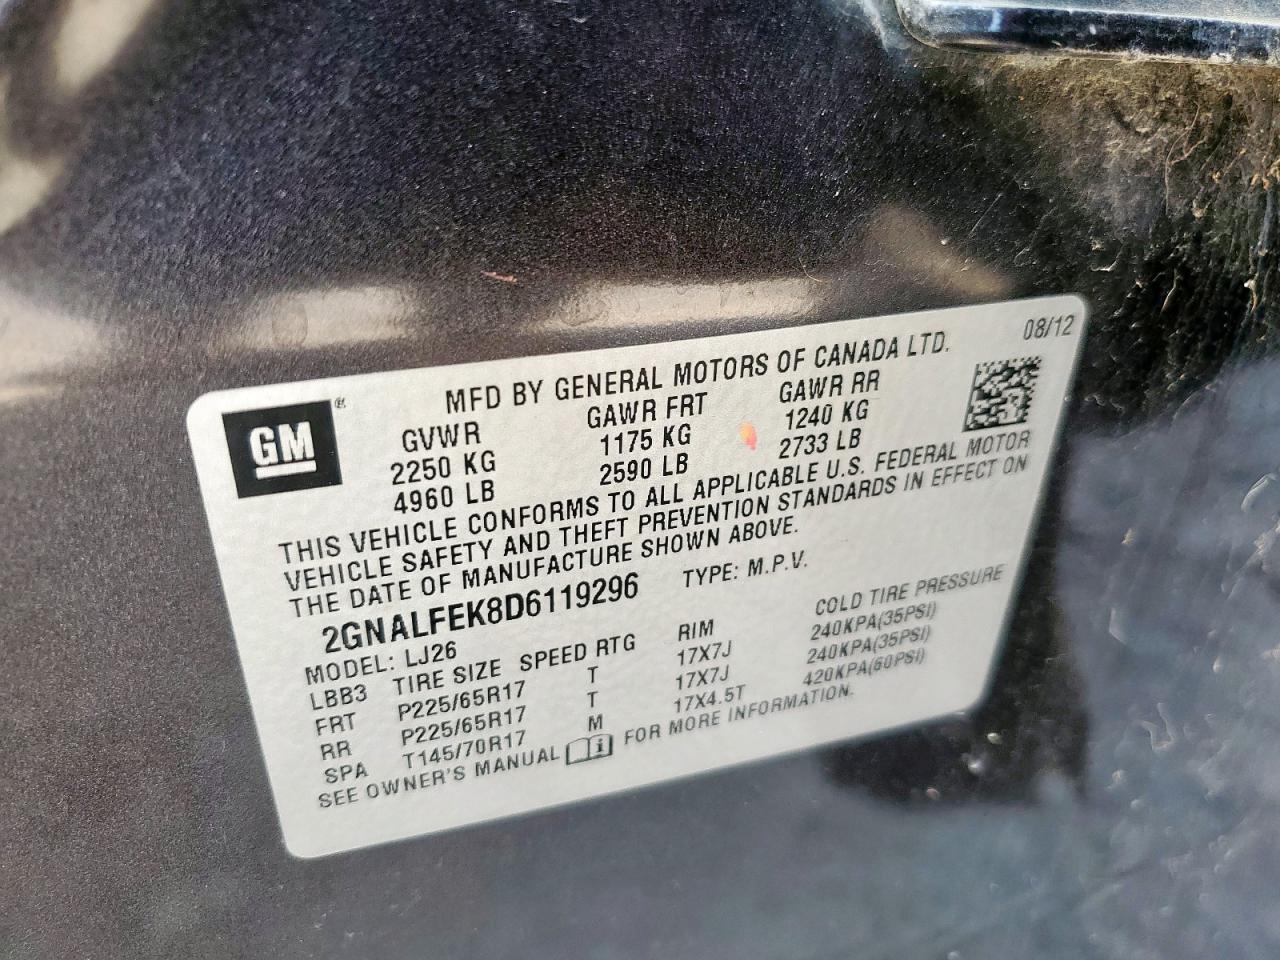 MFD BY GENERAL MOTORS OF CANADA LTD. 08/12
GM ®
GVWR GAWR FRT GAWR RR
2250 KG 1175 KG 1240 KG
4960 LB 2590 LB 2733 LB
THIS VEHICLE CONFORMS TO ALL APPLICABLE U.S. FEDERAL MOTOR
VEHICLE SAFETY AND THEFT PREVENTION STANDARDS IN EFFECT ON
THE DATE OF MANUFACTURE SHOWN ABOVE.
2GNALFEK8D6119296 TYPE: M.P.V.
MODEL: LJ26
LBB3 TIRE SIZE SPEED RTG RIM COLD TIRE PRESSURE
FRT P225/65R17 T 17X7J 240KPA(35PSI)
RR P225/65R17 T 17X7J 240KPA(35PSI)
SPA T145/70R17 M 17X4.5T 420KPA(60PSI)
SEE OWNER'S MANUAL FOR MORE INFORMATION.